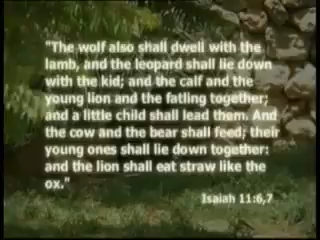 "The wolf also shall dwell with the
lamb, and the leopard shall lie down
with the kid; and the calf and the
young lion and the fatling together;
and a little child shall lead them. And
the cow and the bear shall feed; their
young ones shall lie down together:
and the lion shall eat straw like the
ox."
Isaiah 11:6,7